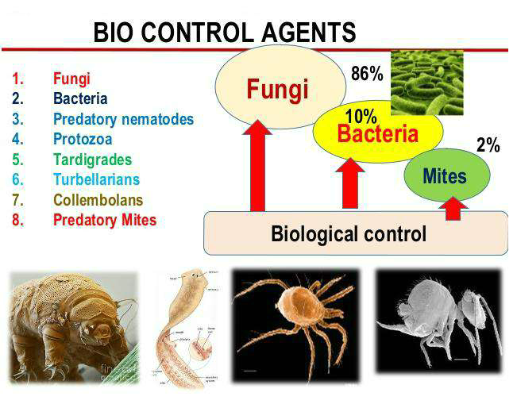 BIO CONTROL AGENTS
1. Fungi
2. Bacteria
3. Predatory nematodes
4. Protozoa
5. Tardigrades
6. Turbellarians
7. Collembolans
8. Predatory Mites
Fungi
86%
10%
Bacteria
2%
Mites
Biological control